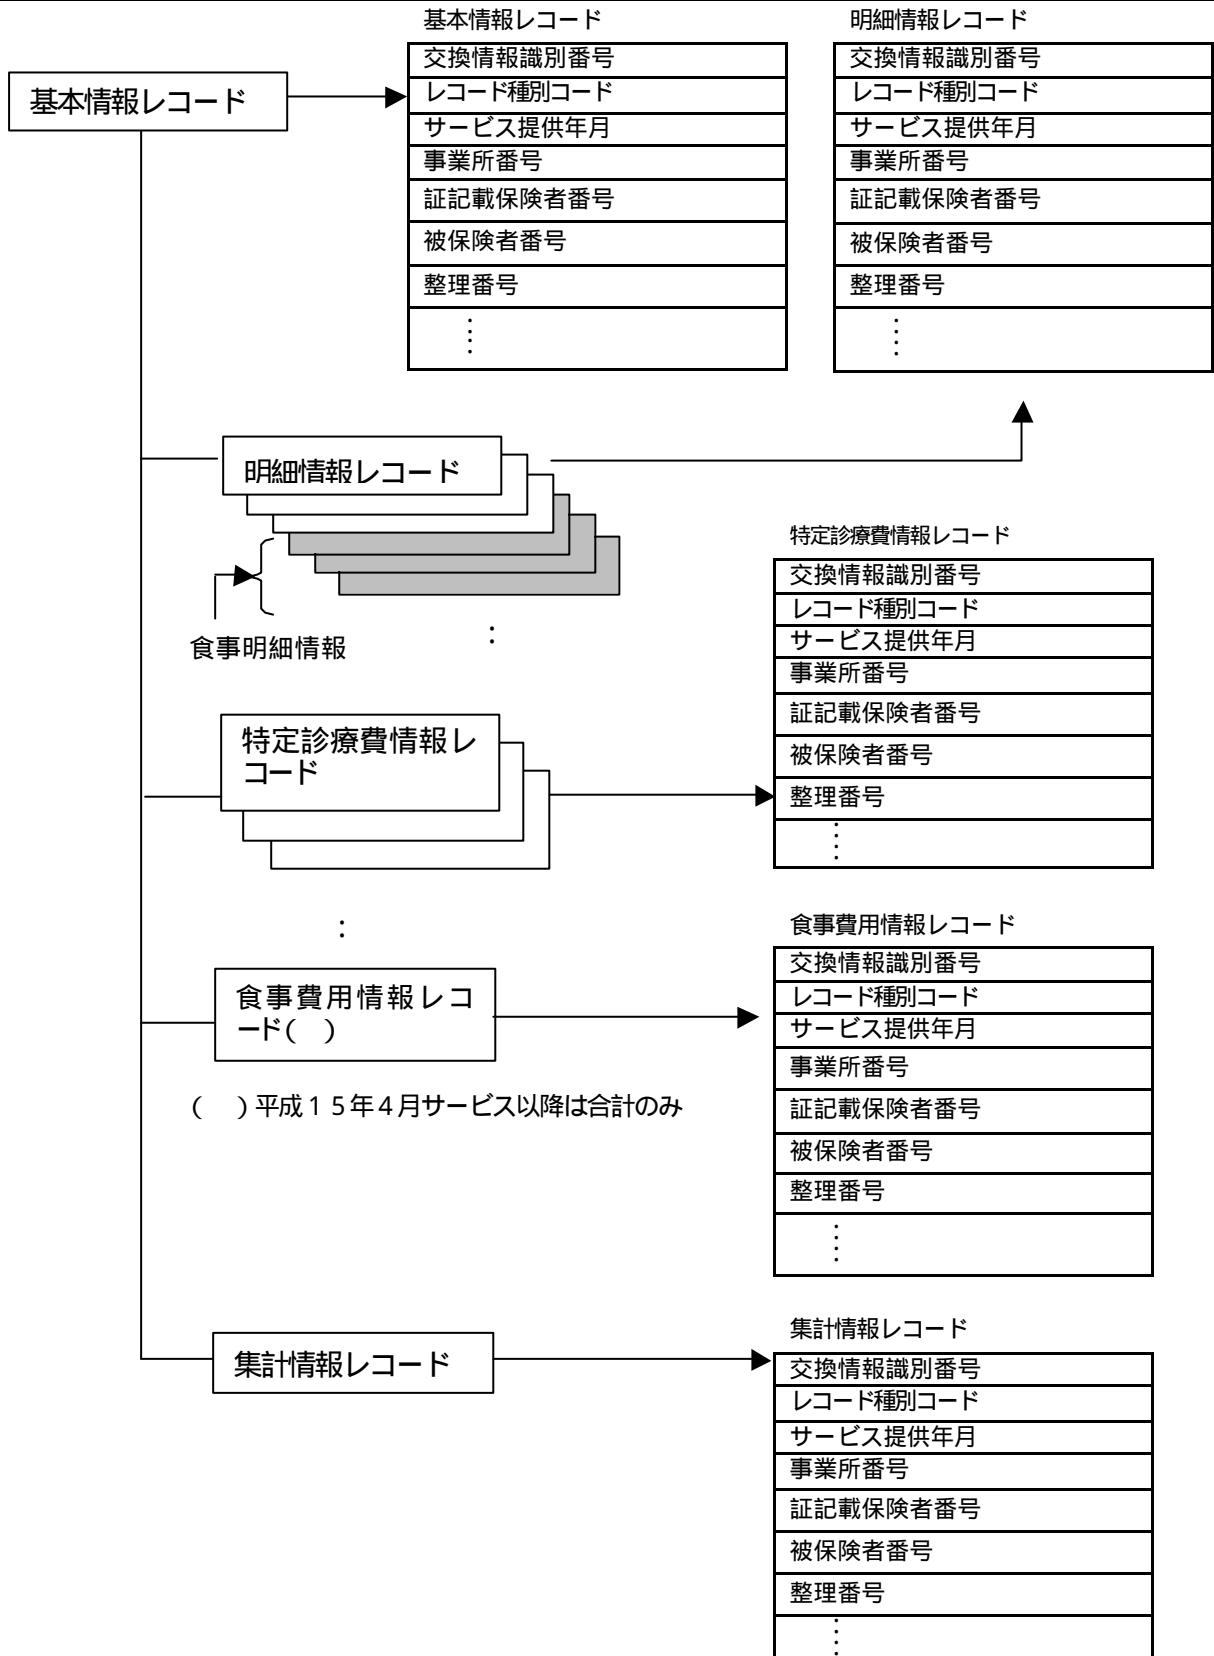 基本情報レコード
明細情報レコード
基本情報レコード
交換情報識別番号
レコード種別コード
サービス提供年月
事業所番号
証記載保険者番号
被保険者番号
整理番号
：
交換情報識別番号
レコード種別コード
サービス提供年月
事業所番号
証記載保険者番号
被保険者番号
整理番号
：
明細情報レコード
食事明細情報
：
特定診療費情報レコード
交換情報識別番号
レコード種別コード
サービス提供年月
事業所番号
証記載保険者番号
被保険者番号
整理番号
：
特定診療費情報レ
コード
：
食事費用情報レコード
交換情報識別番号
レコード種別コード
サービス提供年月
事業所番号
証記載保険者番号
被保険者番号
整理番号
：
食事費用情報レコ
ード(　)
(　)平成１５年４月サービス以降は合計のみ
集計情報レコード
集計情報レコード
交換情報識別番号
レコード種別コード
サービス提供年月
事業所番号
証記載保険者番号
被保険者番号
整理番号
：